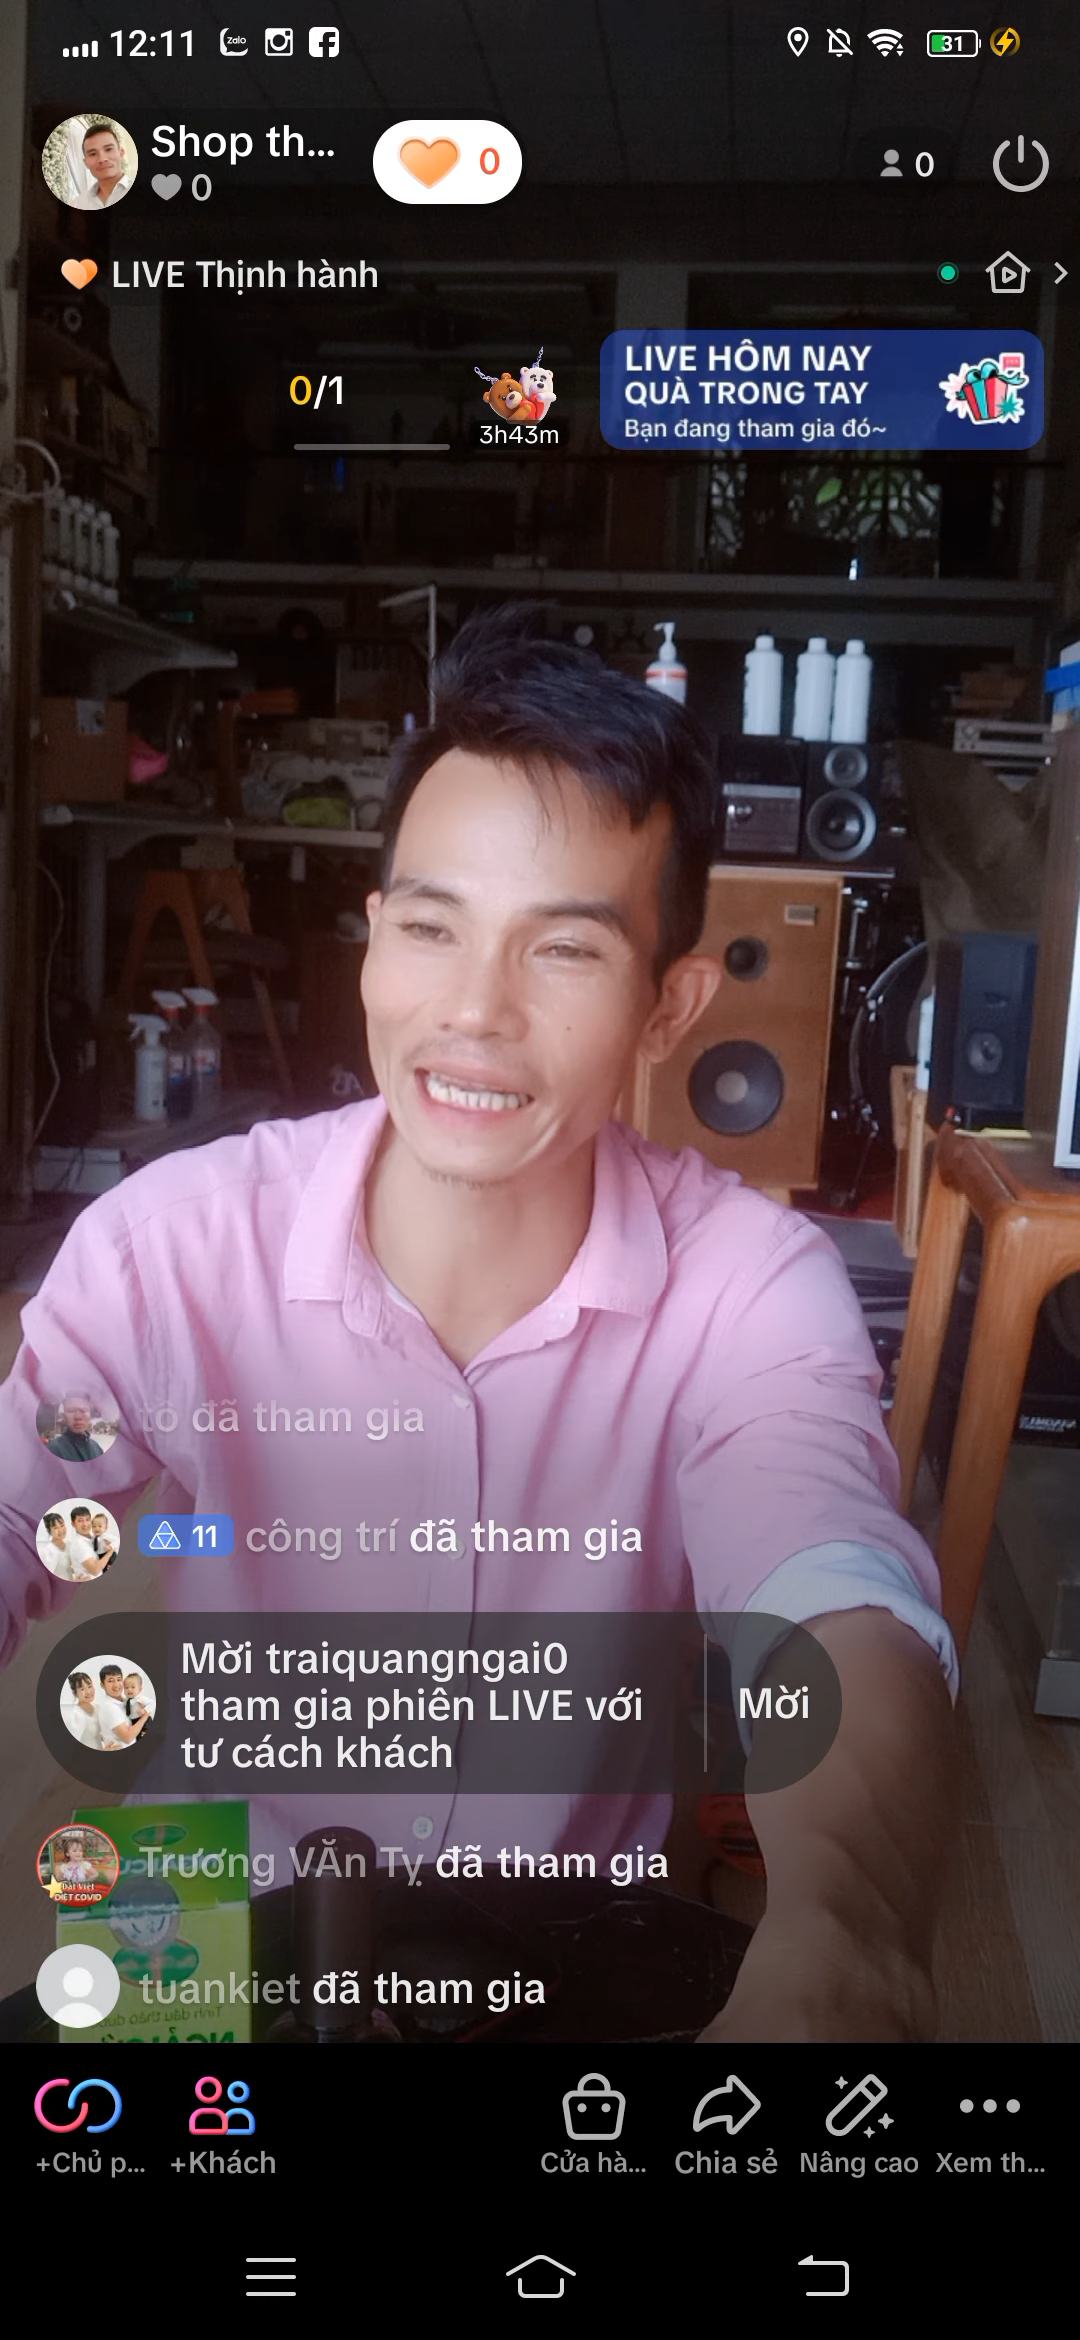 12:11
Zalo
31
Shop th...
0
0
0
LIVE Thịnh hành
0/1
3h43m
LIVE HÔM NAY
QUÀ TRONG TAY
Bạn đang tham gia đó~
tô đã tham gia
11 công trí đã tham gia
Mời traiquangngai0
tham gia phiên LIVE với
tư cách khách
Mời
Trương VĂn Tỵ đã tham gia
tuankiet đã tham gia
+Chủ p...
+Khách
Cửa hà...
Chia sẻ
Nâng cao
Xem th...